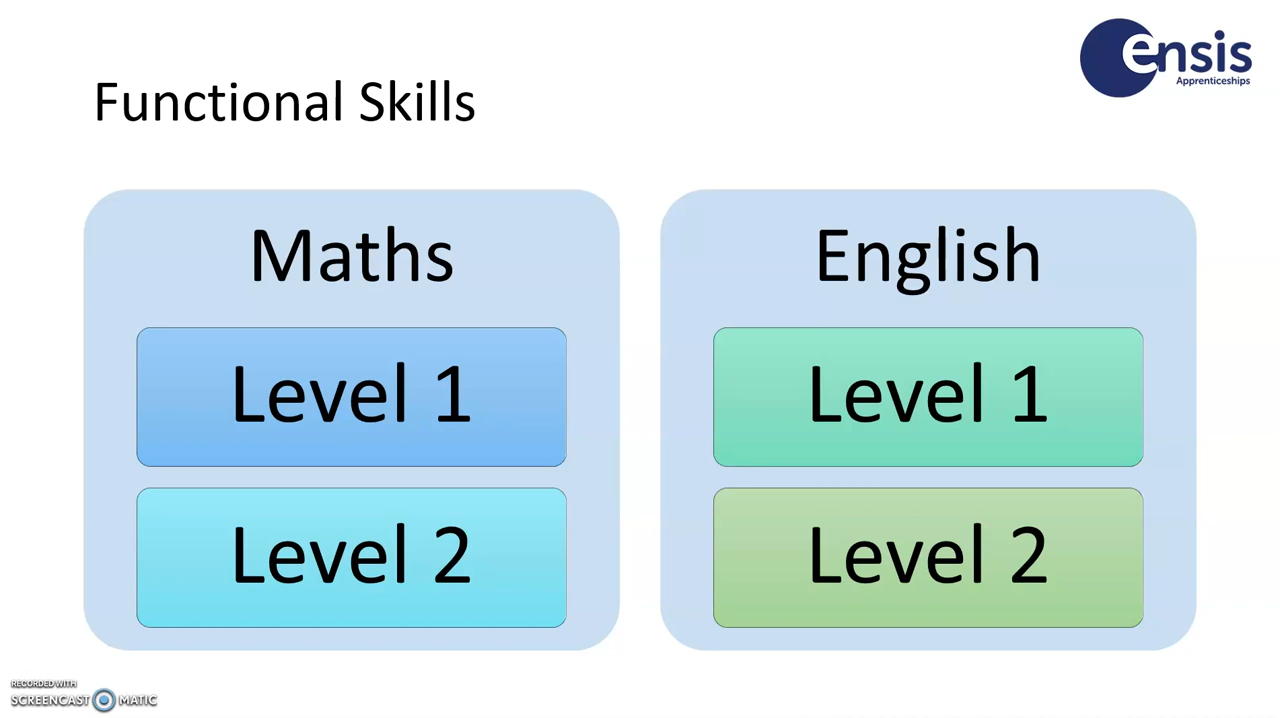 ensis
Apprenticeships
Functional Skills
Maths
Level 1
Level 2
English
Level 1
Level 2
RECORDED WITH
SCREENCAST MATIC